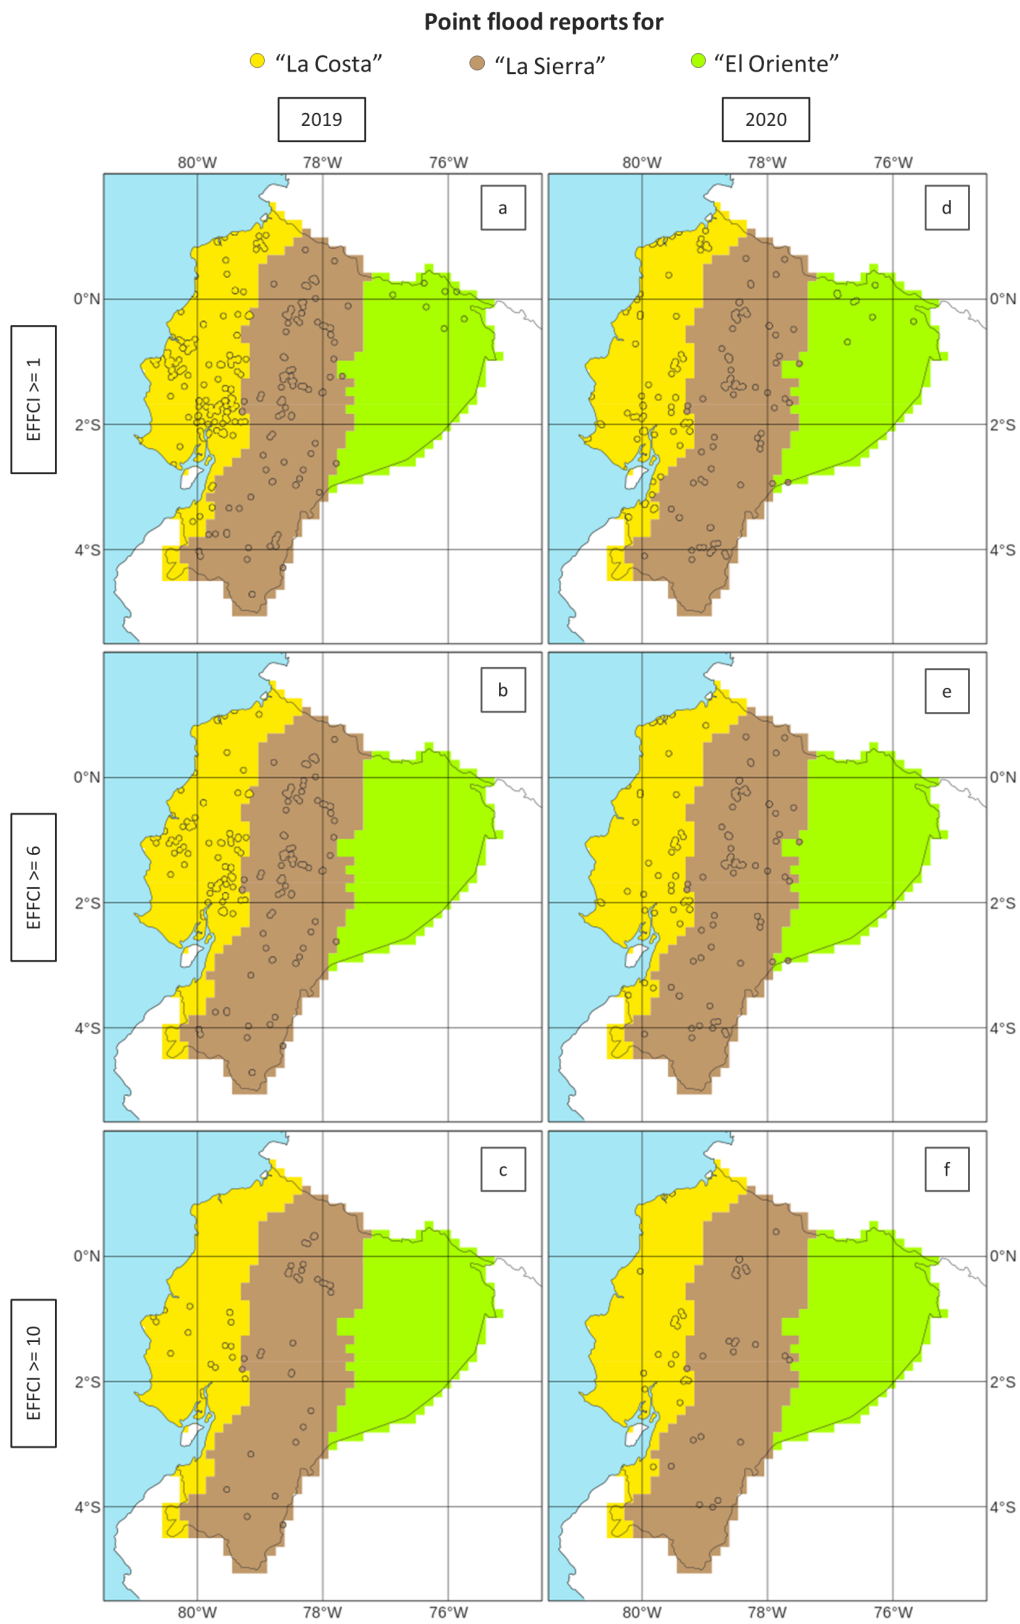 Point flood reports for
“La Costa” “La Sierra” “El Oriente”
2019 2020
80°W 78°W 76°W 80°W 78°W 76°W
a d
0°N 0°N
EFFCI >= 1
2°S 2°S
4°S 4°S
b e
0°N 0°N
EFFCI >= 6
2°S 2°S
4°S 4°S
c f
0°N 0°N
EFFCI >= 10
2°S 2°S
4°S 4°S
80°W 78°W 76°W 80°W 78°W 76°W